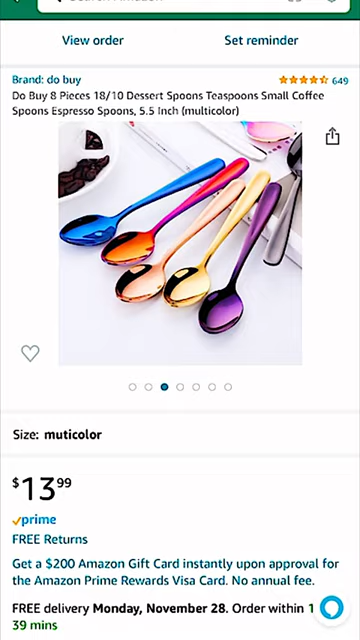 View order Set reminder
Brand: do buy 649
Do Buy 8 Pieces 18/10 Dessert Spoons Teaspoons Small Coffee
Spoons Espresso Spoons, 5.5 Inch (multicolor)
Size: muticolor
$13.99
prime
FREE Returns
Get a $200 Amazon Gift Card instantly upon approval for
the Amazon Prime Rewards Visa Card. No annual fee.
FREE delivery Monday, November 28. Order within 1
39 mins